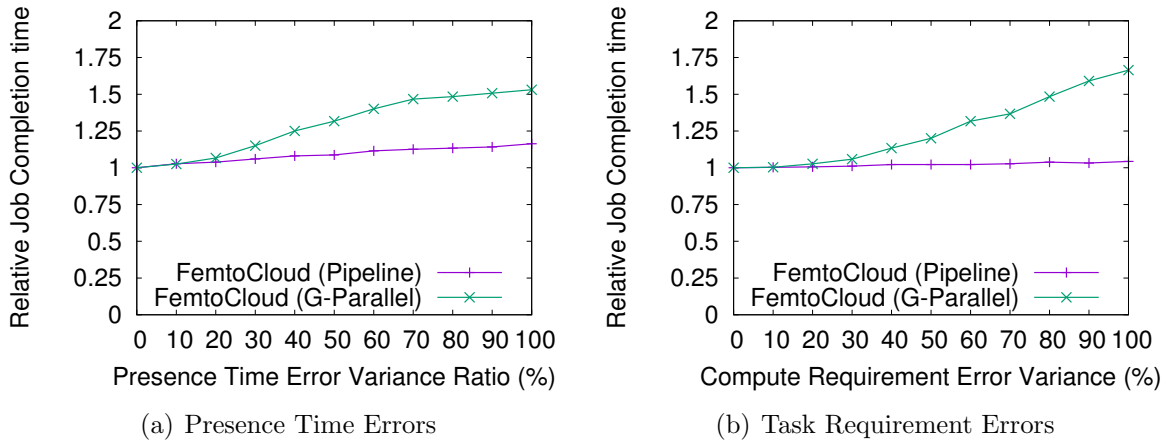 Relative Job Completion time
2
1.75
1.5
1.25
1
0.75
0.5
0.25
0
FemtoCloud (Pipeline)
FemtoCloud (G-Parallel)
0 10 20 30 40 50 60 70 80 90 100
Presence Time Error Variance Ratio (%)
(a) Presence Time Errors
Relative Job Completion time
2
1.75
1.5
1.25
1
0.75
0.5
0.25
0
FemtoCloud (Pipeline)
FemtoCloud (G-Parallel)
0 10 20 30 40 50 60 70 80 90 100
Compute Requirement Error Variance (%)
(b) Task Requirement Errors